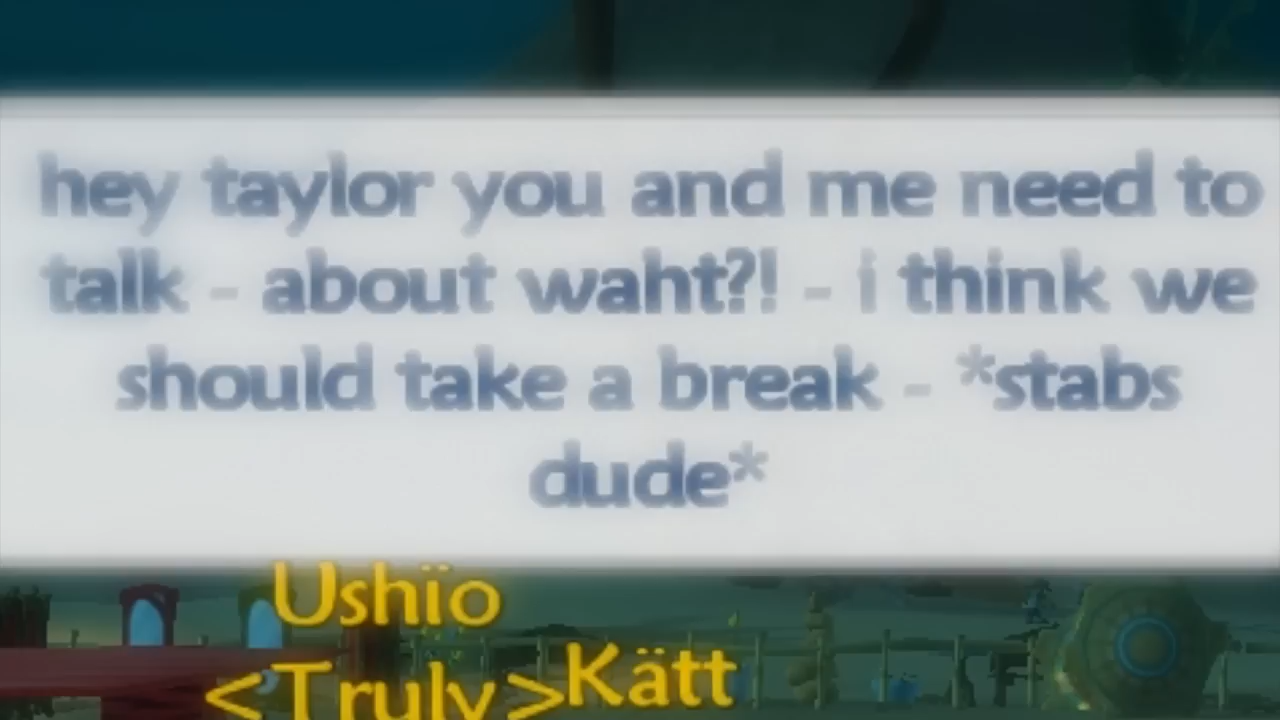 hey taylor you and me need to
talk - about waht?! - i think we
should take a break - *stabs
dude*
Ushïo
<Truly>
Kätt